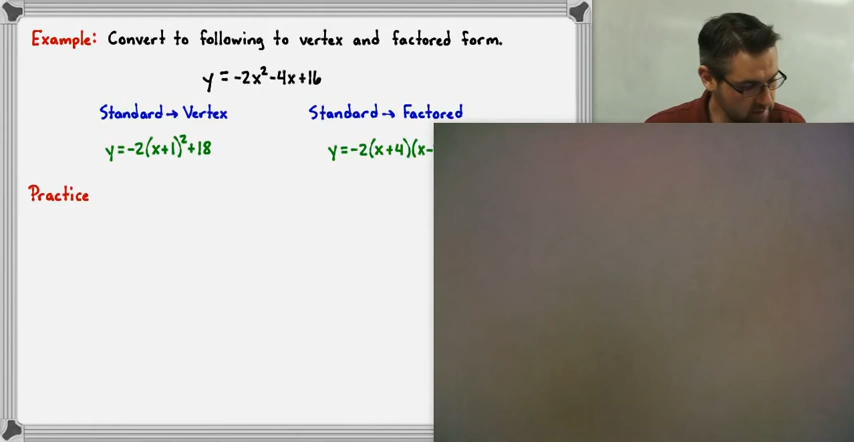 Example: Convert to following to vertex and factored form.
y = -2x²-4x+16
Standard → Vertex Standard → Factored
y=-2(x+1)²+18 y=-2(x+4)(x-
Practice